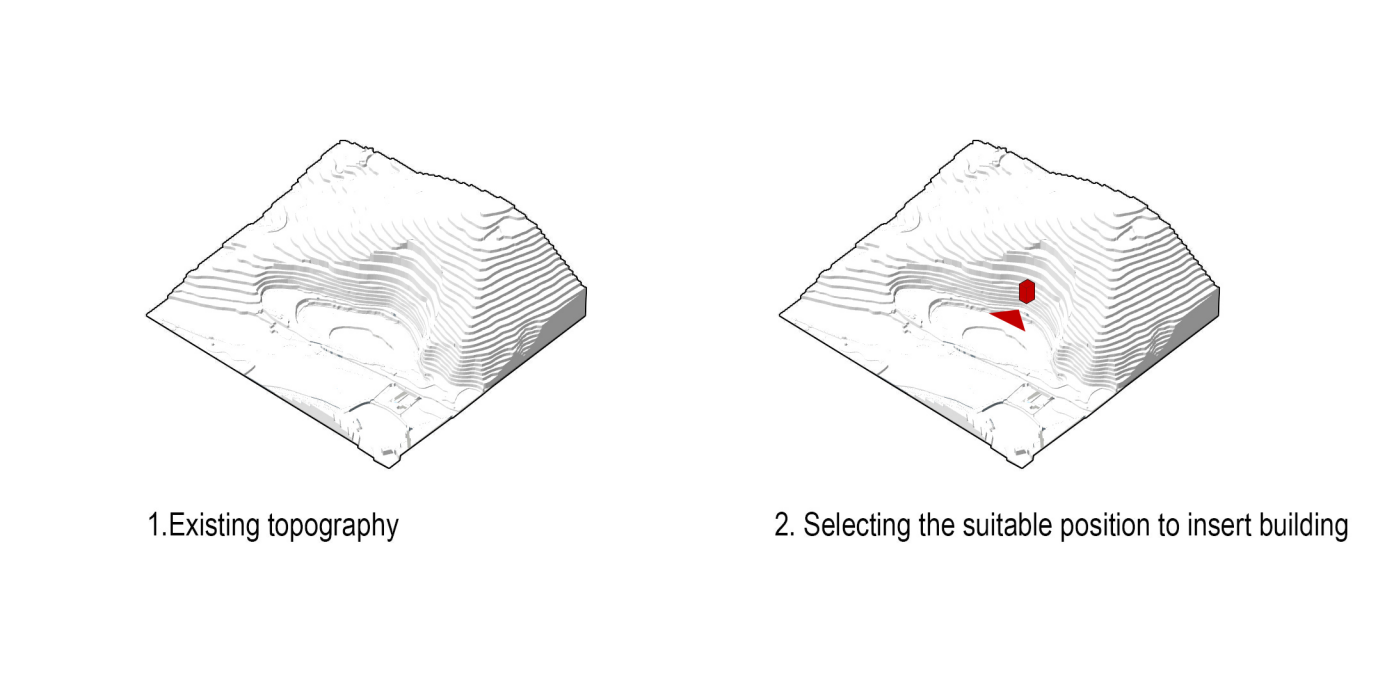 1.Existing topography
2. Selecting the suitable position to insert building